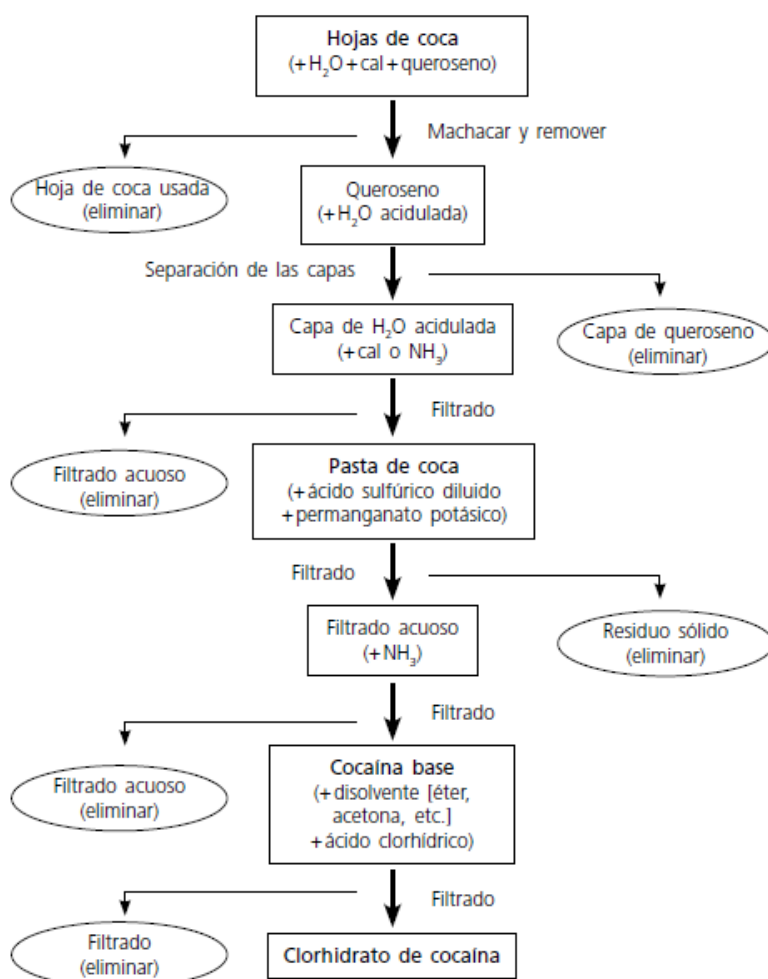 Hojas de coca
(+H₂O+cal+queroseno)
Machacar y remover
Hoja de coca usada
(eliminar)
Queroseno
(+H₂O acidulada)
Separación de las capas
Capa de H₂O acidulada
(+cal o NH₃)
Capa de queroseno
(eliminar)
Filtrado
Filtrado acuoso
(eliminar)
Pasta de coca
(+ácido sulfúrico diluido
+permanganato potásico)
Filtrado
Filtrado acuoso
(+NH₃)
Residuo sólido
(eliminar)
Filtrado
Filtrado acuoso
(eliminar)
Cocaína base
(+disolvente [éter,
acetona, etc.]
+ácido clorhídrico)
Filtrado
Filtrado
(eliminar)
Clorhidrato de cocaína